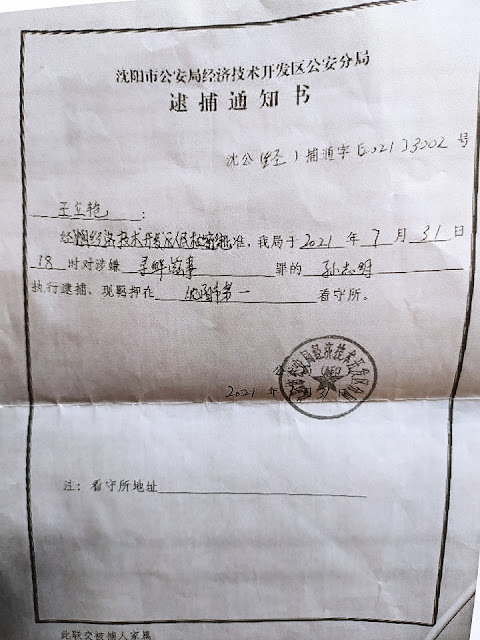 沈阳市公安局经济技术开发区公安分局
逮捕通知书
沈公(经)捕通字〔2021〕3002号
王立艳:
经沈阳经济技术开发区人民检察院批准，我局于2021年7月31日
18时对涉嫌寻衅滋事罪的孙志明
执行逮捕，现羁押在沈阳市第一看守所。
2021年 31日
注：看守所地址
此联交被捕人家属